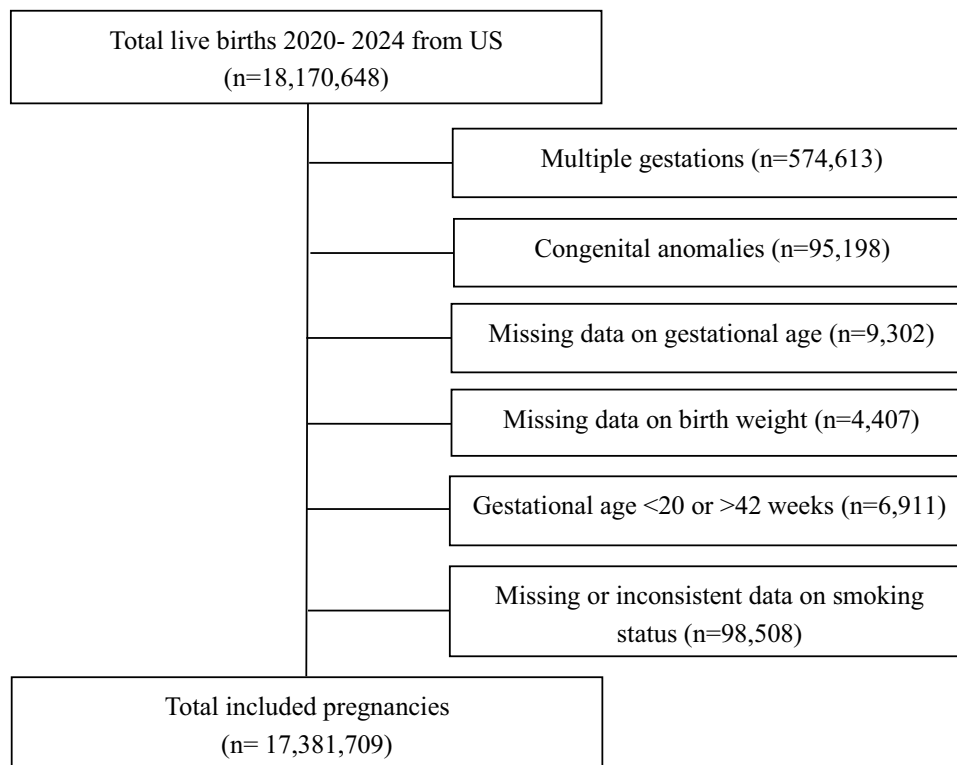 Total live births 2020- 2024 from US
(n=18,170,648)
Multiple gestations (n=574,613)
Congenital anomalies (n=95,198)
Missing data on gestational age (n=9,302)
Missing data on birth weight (n=4,407)
Gestational age <20 or >42 weeks (n=6,911)
Missing or inconsistent data on smoking
status (n=98,508)
Total included pregnancies
(n= 17,381,709)